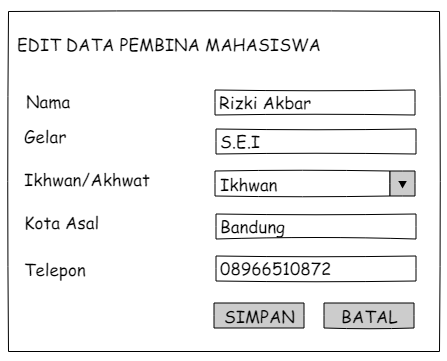 EDIT DATA PEMBINA MAHASISWA
Nama Rizki Akbar
Gelar S.E.I
Ikhwan/Akhwat Ikhwan
Kota Asal Bandung
Telepon 08966510872
SIMPAN BATAL